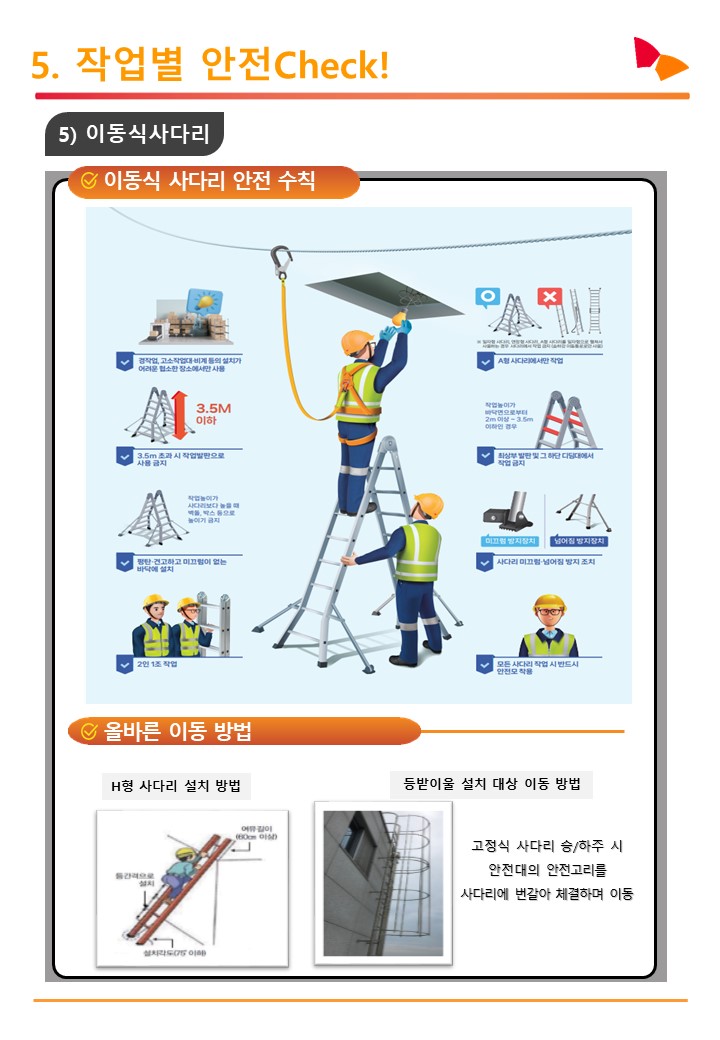 5. 작업별 안전Check!
5) 이동식사다리
이동식 사다리 안전 수칙
경작업, 고소작업대·비계 등의 설치가
어려운 협소한 장소에서만 사용
3.5M
이하
3.5m 초과 시 작업발판으로
사용 금지
작업높이가
사다리보다 높을 때
벽돌, 박스 등으로
높이기 금지
평탄·견고하고 미끄럼이 없는
바닥에 설치
2인 1조 작업
A형 사다리에서만 작업
작업높이가
바닥면으로부터
2m 이상 ~ 3.5m
이하인 경우
최상부 발판 및 그 하단 디딤대에서
작업 금지
미끄럼 방지장치
넘어짐 방지장치
사다리 미끄럼·넘어짐 방지 조치
모든 사다리 작업 시 반드시
안전모 착용
올바른 이동 방법
H형 사다리 설치 방법
여유길이
(60cm 이상)
등간격으로
설치
설치각도(75˚이하)
등받이울 설치 대상 이동 방법
고정식 사다리 승/하주 시
안전대의 안전고리를
사다리에 번갈아 체결하며 이동